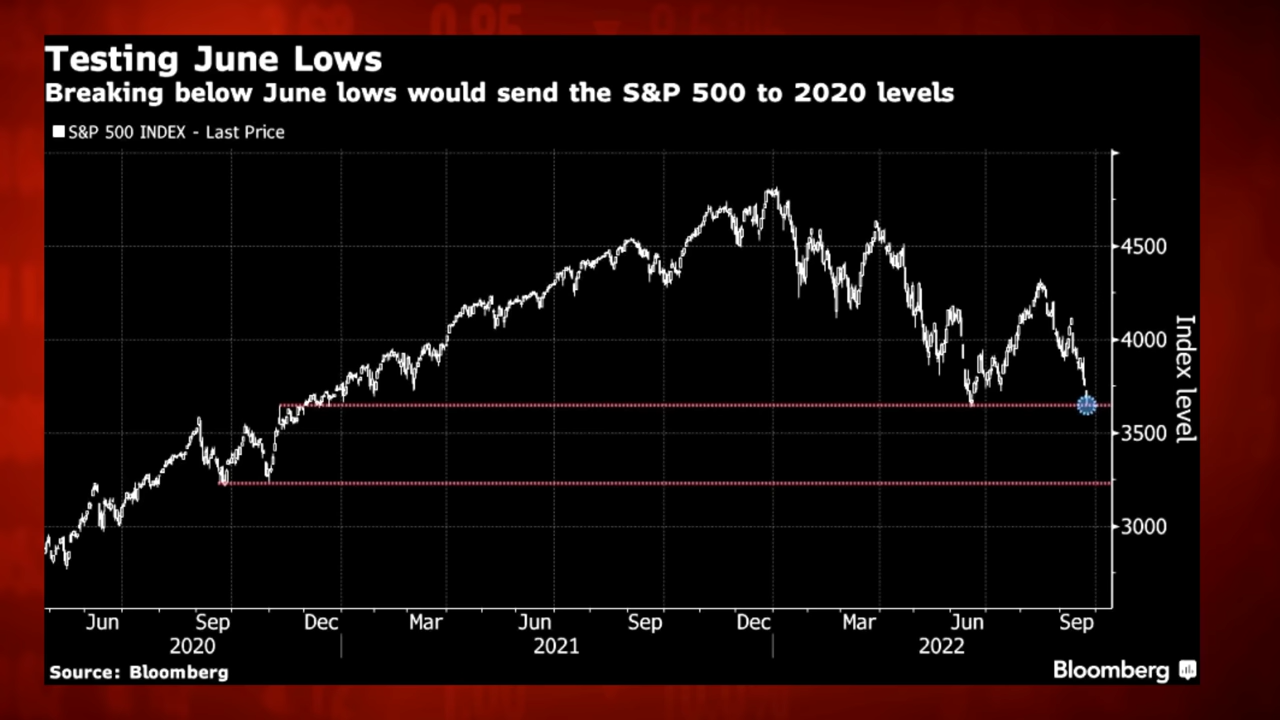 Testing June Lows
Breaking below June lows would send the S&P 500 to 2020 levels
S&P 500 INDEX - Last Price
4500
4000
3500
3000
Index level
Jun Sep Dec Mar Jun Sep Dec Mar Jun Sep
2020 2021 2022
Source: Bloomberg
Bloomberg